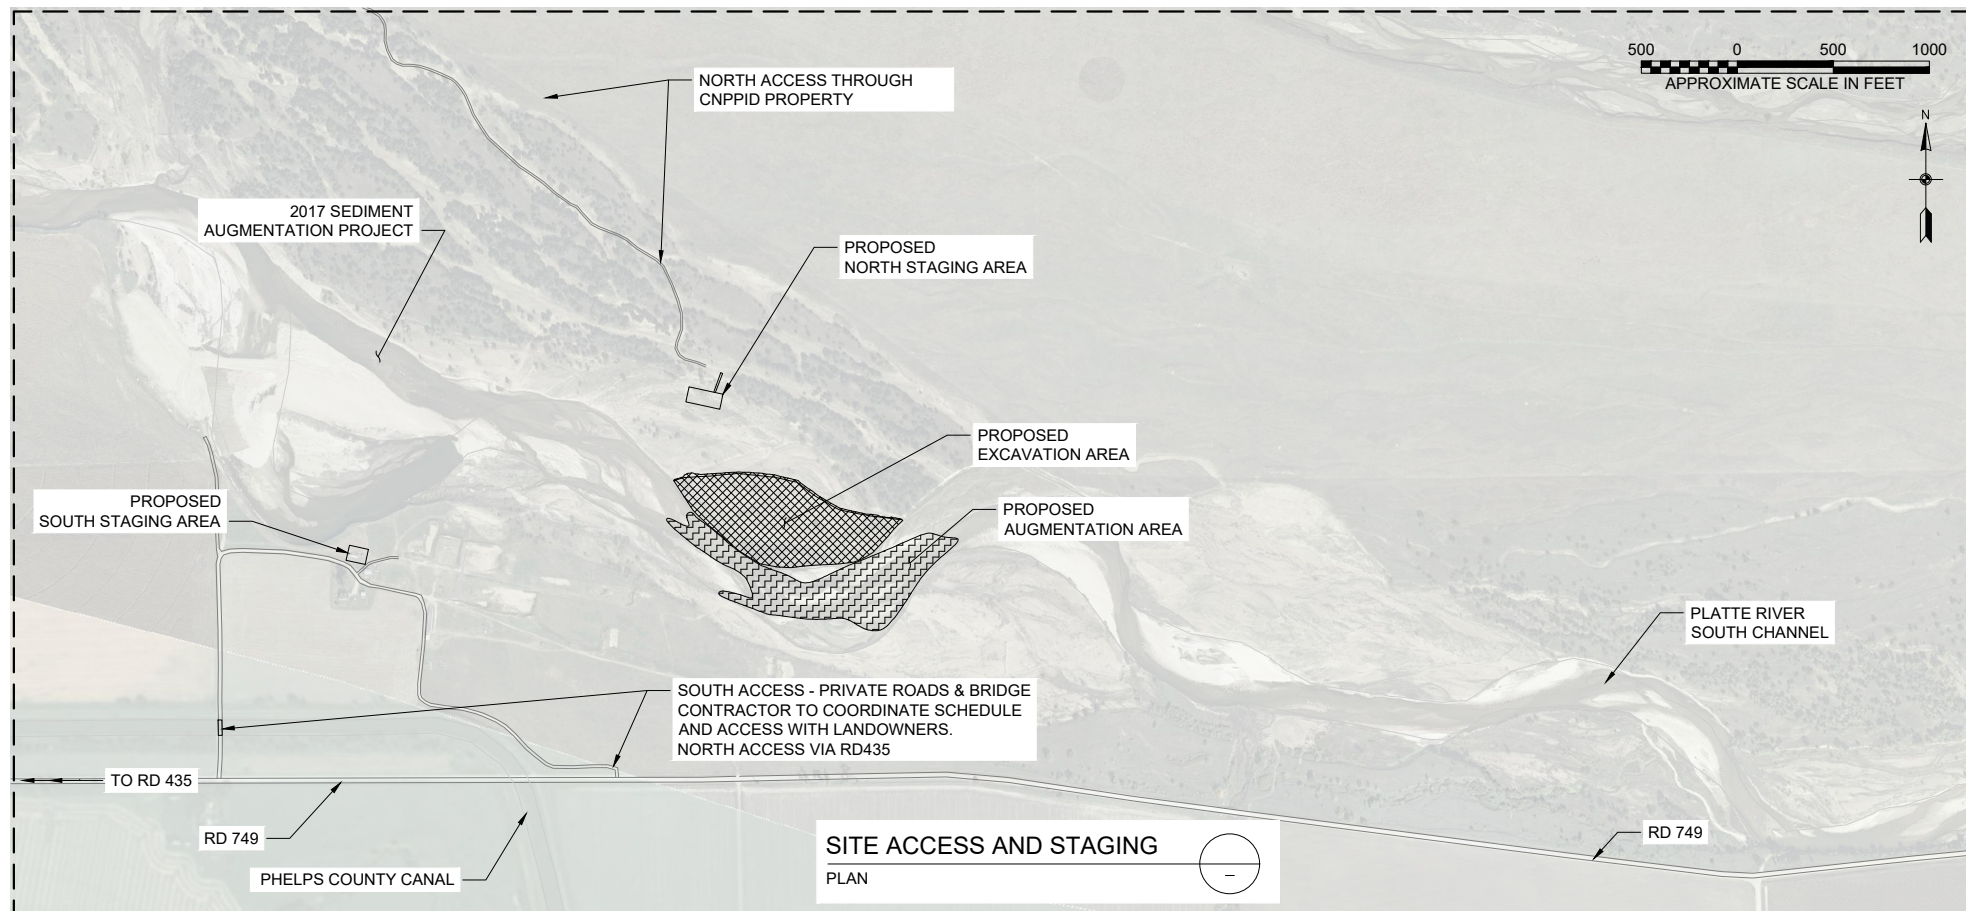 500 0 500 1000
APPROXIMATE SCALE IN FEET
N
NORTH ACCESS THROUGH
CNPPID PROPERTY
2017 SEDIMENT
AUGMENTATION PROJECT
PROPOSED
NORTH STAGING AREA
PROPOSED
EXCAVATION AREA
PROPOSED
SOUTH STAGING AREA
PROPOSED
AUGMENTATION AREA
PLATTE RIVER
SOUTH CHANNEL
SOUTH ACCESS - PRIVATE ROADS & BRIDGE
CONTRACTOR TO COORDINATE SCHEDULE
AND ACCESS WITH LANDOWNERS.
NORTH ACCESS VIA RD435
TO RD 435
RD 749
RD 749
PHELPS COUNTY CANAL
SITE ACCESS AND STAGING
PLAN
–